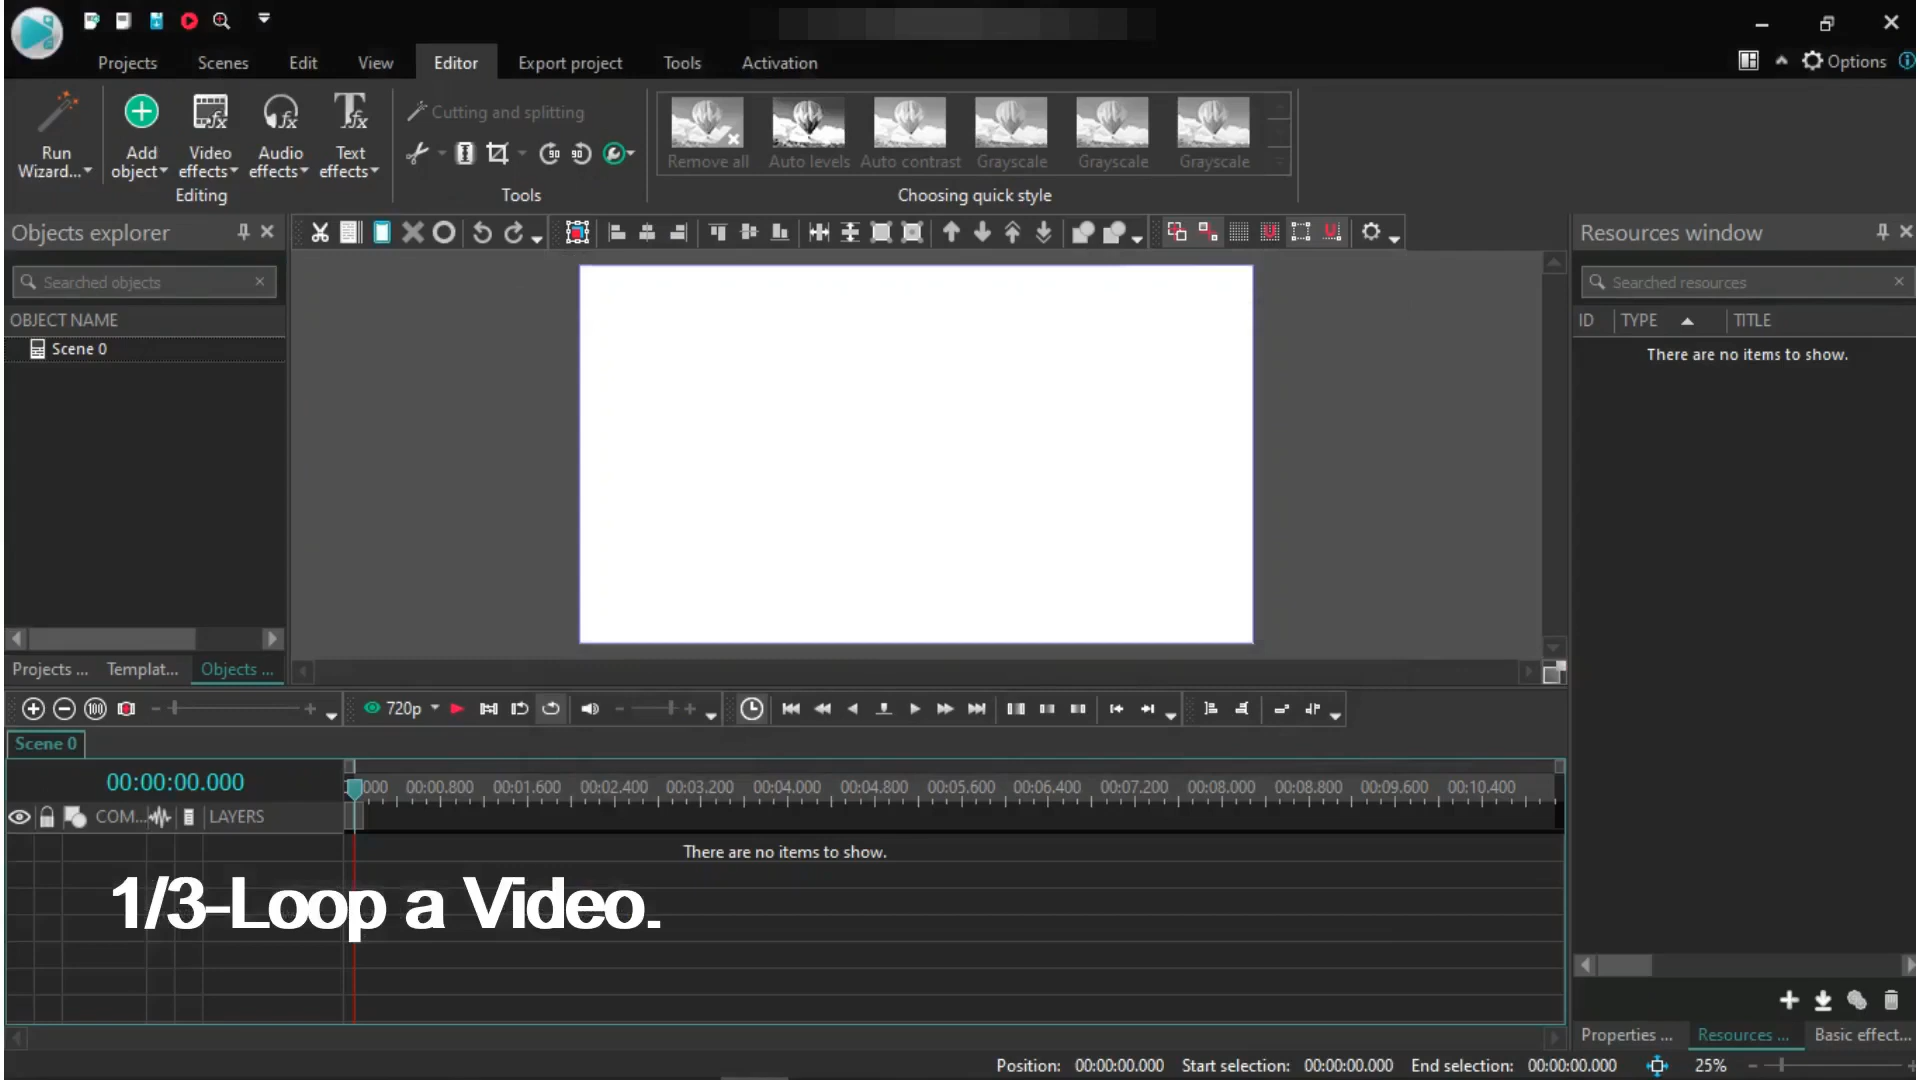 Projects
Scenes
Edit
View
Editor
Export project
Tools
Activation
Options
Run
Wizard...
Add
object
Video
effects
Audio
effects
Text
effects
Editing
Cutting and splitting
Tools
Remove all
Auto levels
Auto contrast
Grayscale
Grayscale
Grayscale
Choosing quick style
Objects explorer
Searched objects
OBJECT NAME
Scene 0
Projects ...
Templat...
Objects ...
Resources window
Searched resources
ID
TYPE
TITLE
There are no items to show.
720p
Scene 0
00:00:00.000
000 00:00.800 00:01.600 00:02.400 00:03.200 00:04.000 00:04.800 00:05.600 00:06.400 00:07.200 00:08.000 00:08.800 00:09.600 00:10.400
COM...
LAYERS
There are no items to show.
1/3-Loop a Video.
Properties ...
Resources ...
Basic effect...
Position: 00:00:00.000 Start selection: 00:00:00.000 End selection: 00:00:00.000 25%